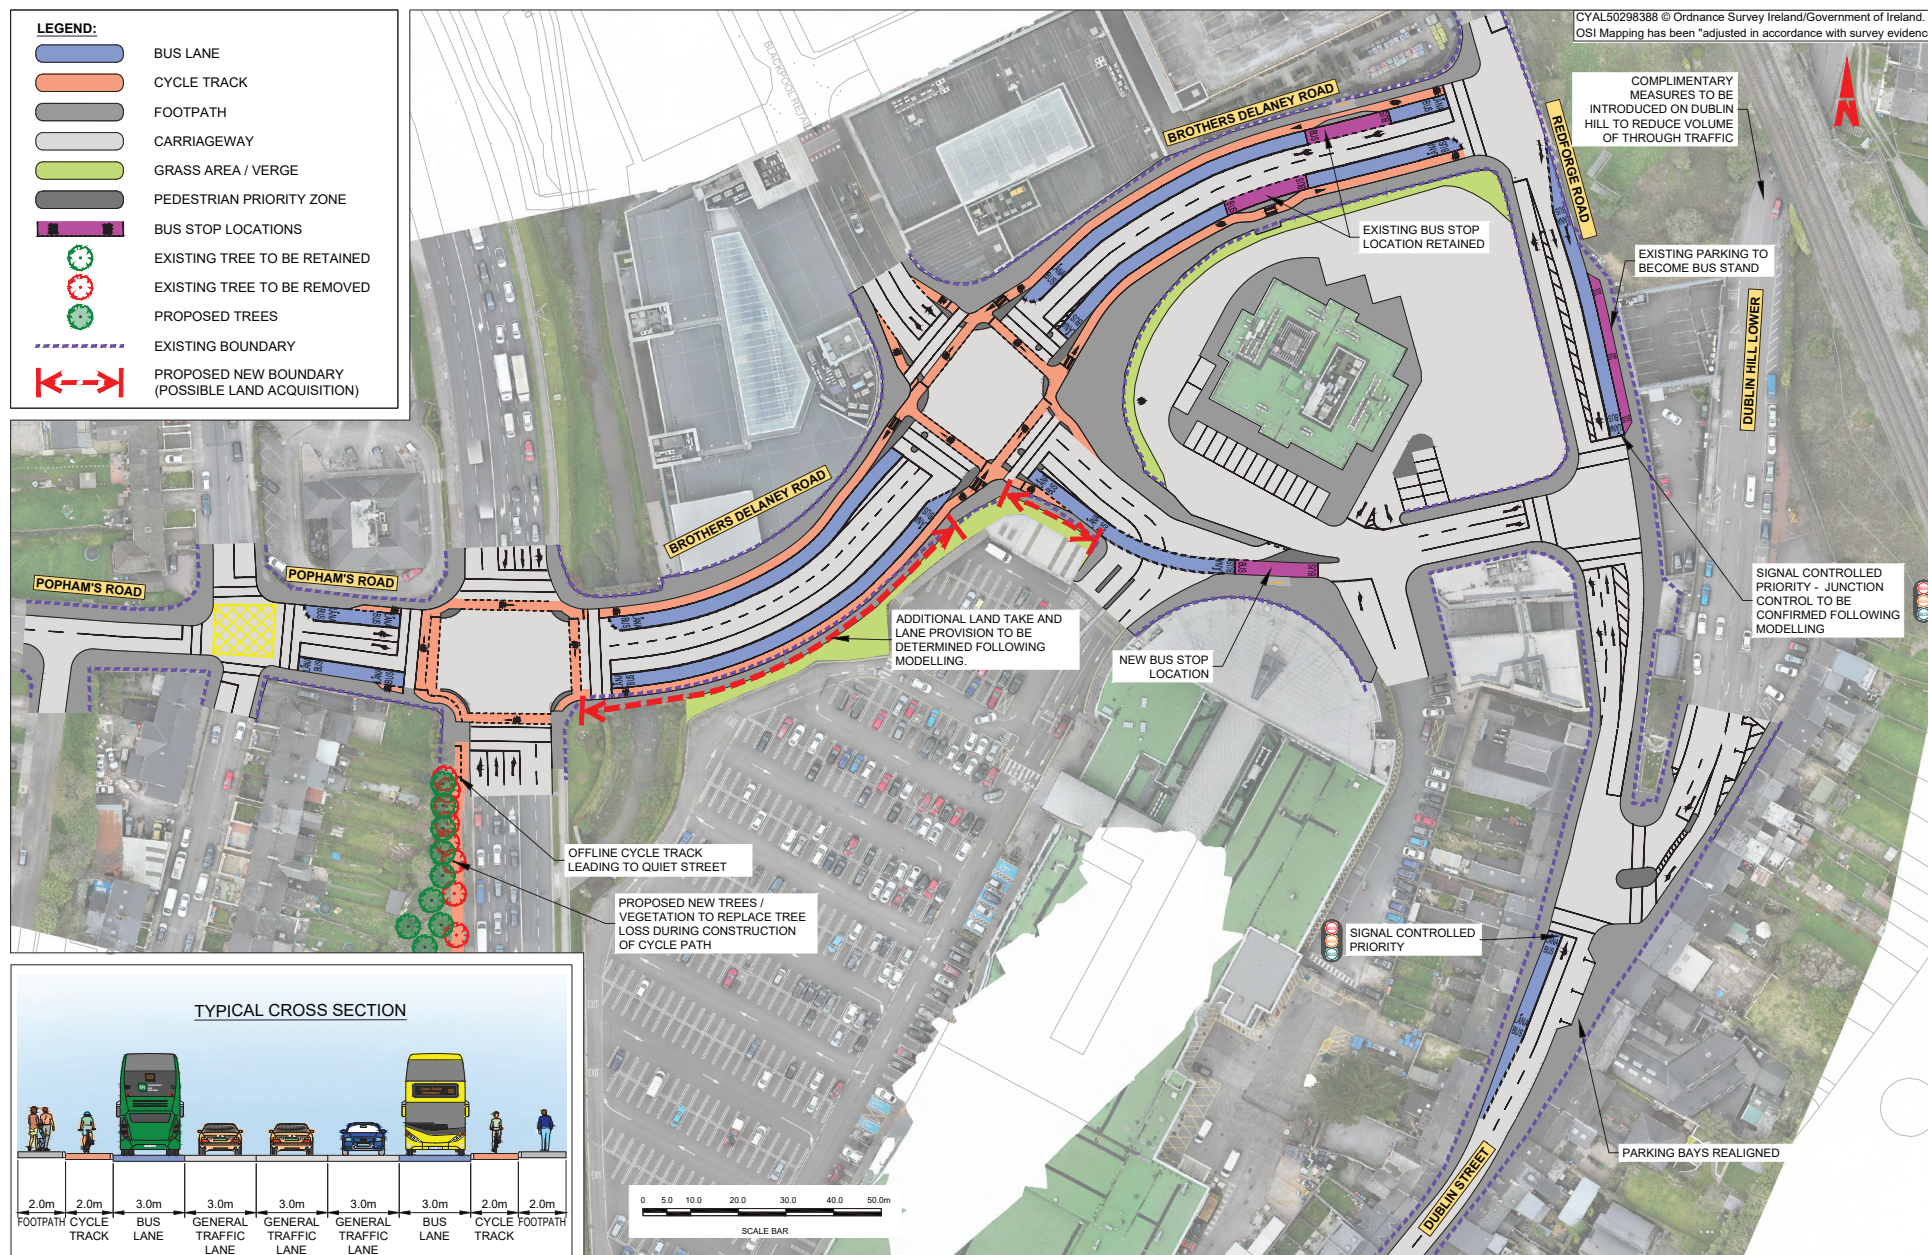 LEGEND:
BUS LANE
CYCLE TRACK
FOOTPATH
CARRIAGEWAY
GRASS AREA / VERGE
PEDESTRIAN PRIORITY ZONE
BUS STOP LOCATIONS
EXISTING TREE TO BE RETAINED
EXISTING TREE TO BE REMOVED
PROPOSED TREES
EXISTING BOUNDARY
PROPOSED NEW BOUNDARY
(POSSIBLE LAND ACQUISITION)
CYAL50298388 © Ordnance Survey Ireland/Government of Ireland.
OSI Mapping has been "adjusted in accordance with survey evidenc
BLACKPOOL RETAIL
BROTHERS DELANEY ROAD
REDFORGE ROAD
COMPLIMENTARY
MEASURES TO BE
INTRODUCED ON DUBLIN
HILL TO REDUCE VOLUME
OF THROUGH TRAFFIC
N
EXISTING BUS STOP
LOCATION RETAINED
EXISTING PARKING TO
BECOME BUS STAND
DUBLIN HILL LOWER
BROTHERS DELANEY ROAD
POPHAM'S ROAD
POPHAM'S ROAD
LÁNA
BUS
ADDITIONAL LAND TAKE AND
LANE PROVISION TO BE
DETERMINED FOLLOWING
MODELLING.
NEW BUS STOP
LOCATION
SIGNAL CONTROLLED
PRIORITY - JUNCTION
CONTROL TO BE
CONFIRMED FOLLOWING
MODELLING
OFFLINE CYCLE TRACK
LEADING TO QUIET STREET
PROPOSED NEW TREES /
VEGETATION TO REPLACE TREE
LOSS DURING CONSTRUCTION
OF CYCLE PATH
SIGNAL CONTROLLED
PRIORITY
LÁNA
BUS
PARKING BAYS REALIGNED
DUBLIN STREET
TYPICAL CROSS SECTION
2.0m 2.0m 3.0m 3.0m 3.0m 3.0m 3.0m 2.0m 2.0m
FOOTPATH CYCLE TRACK BUS LANE GENERAL TRAFFIC LANE GENERAL TRAFFIC LANE GENERAL TRAFFIC LANE BUS LANE CYCLE TRACK FOOTPATH
0 5.0 10.0 20.0 30.0 40.0 50.0m
SCALE BAR